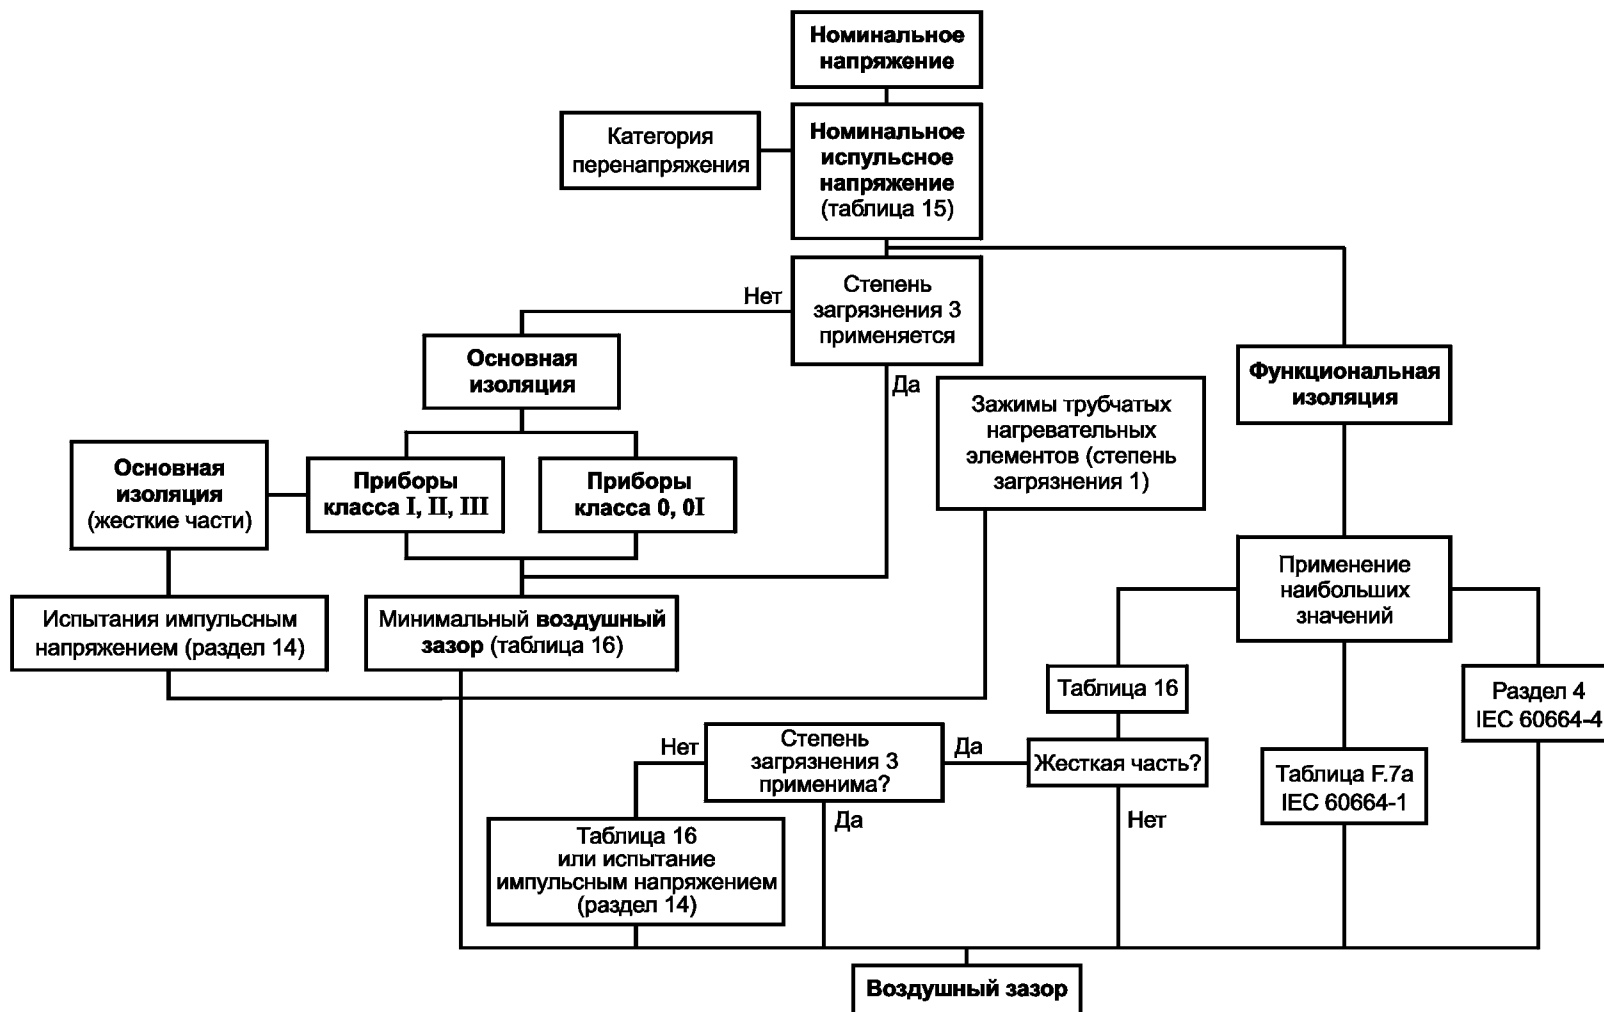 Номинальное
напряжение
Категория
перенапряжения
Номинальное
испульсное
напряжение
(таблица 15)
Нет
Степень
загрязнения 3
применяется
Да
Основная
изоляция
Функциональная
изоляция
Зажимы трубчатых
нагревательных
элементов (степень
загрязнения 1)
Основная
изоляция
(жесткие части)
Приборы
класса I, II, III
Приборы
класса 0, 0I
Применение
наибольших
значений
Испытания импульсным
напряжением (раздел 14)
Минимальный воздушный
зазор (таблица 16)
Таблица 16
Раздел 4
IEC 60664-4
Нет
Степень
загрязнения 3
применима?
Да
Жесткая часть?
Таблица F.7a
IEC 60664-1
Да
Нет
Таблица 16
или испытание
импульсным напряжением
(раздел 14)
Воздушный зазор